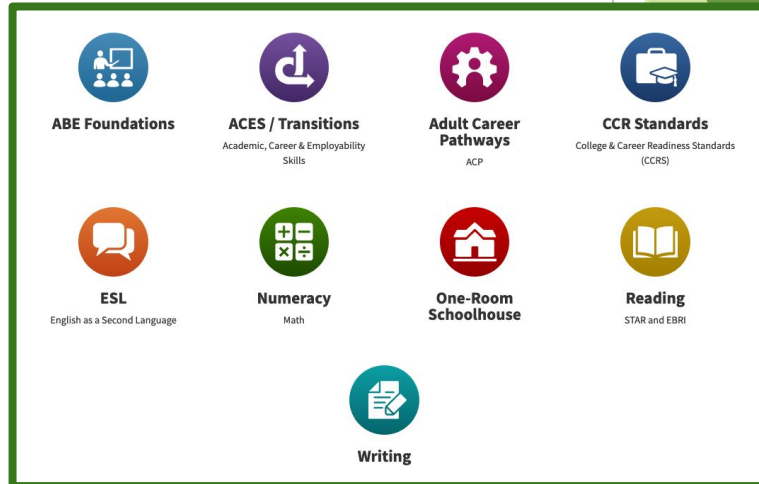 ABE Foundations
ACES / Transitions
Academic, Career & Employability
Skills
Adult Career
Pathways
ACP
CCR Standards
College & Career Readiness Standards
(CCRS)
ESL
English as a Second Language
Numeracy
Math
One-Room
Schoolhouse
Reading
STAR and EBRI
Writing